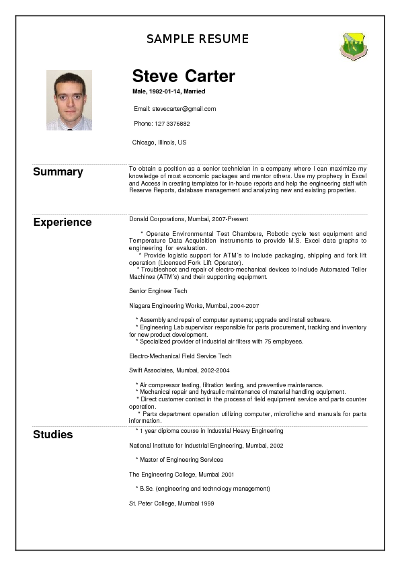 SAMPLE RESUME
Steve Carter
Male, 1982-01-14, Married
Email: stevecarter@gmail.com
Phone: 127-3376882
Chicago, Illinois, US
Summary
To obtain a position as a senior technician in a company where I can maximize my
knowledge of most economic packages and mentor others. Use my prophecy in Excel
and Access in creating templates for in-house reports and help the engineering staff with
Reserve Reports, database management and analyzing new and existing properties.
Experience
Donald Corporations, Mumbai, 2007-Present
* Operate Environmental Test Chambers, Robotic cycle test equipment and
Temperature Data Acquisition Instruments to provide M.S. Excel data graphs to
engineering for evaluation.
* Provide logistic support for ATM's to include packaging, shipping and fork lift
operation (Licensed Fork Lift Operator).
* Troubleshoot and repair of electro-mechanical devices to include Automated Teller
Machines (ATM's) and their supporting equipment.
Senior Engineer Tech
Niagara Engineering Works, Mumbai, 2004-2007
* Assembly and repair of computer systems; upgrade and install software.
* Engineering Lab supervisor responsible for parts procurement, tracking and inventory
for new product development.
* Specialized provider of industrial air filters with 75 employees.
Electro-Mechanical Field Service Tech
Swift Associates, Mumbai, 2002-2004
* Air compressor testing, filtration testing, and preventive maintenance.
* Mechanical repair and hydraulic maintenance of material handling equipment.
* Direct customer contact in the process of field equipment service and parts counter
operation.
* Parts department operation utilizing computer, microfiche and manuals for parts
information.
Studies
* 1 year diploma course in Industrial Heavy Engineering
National Institute for Industrial Engineering, Mumbai, 2002
* Master of Engineering Services
The Engineering College, Mumbai 2001
* B.Sc. (engineering and technology management)
St. Peter College, Mumbai 1999